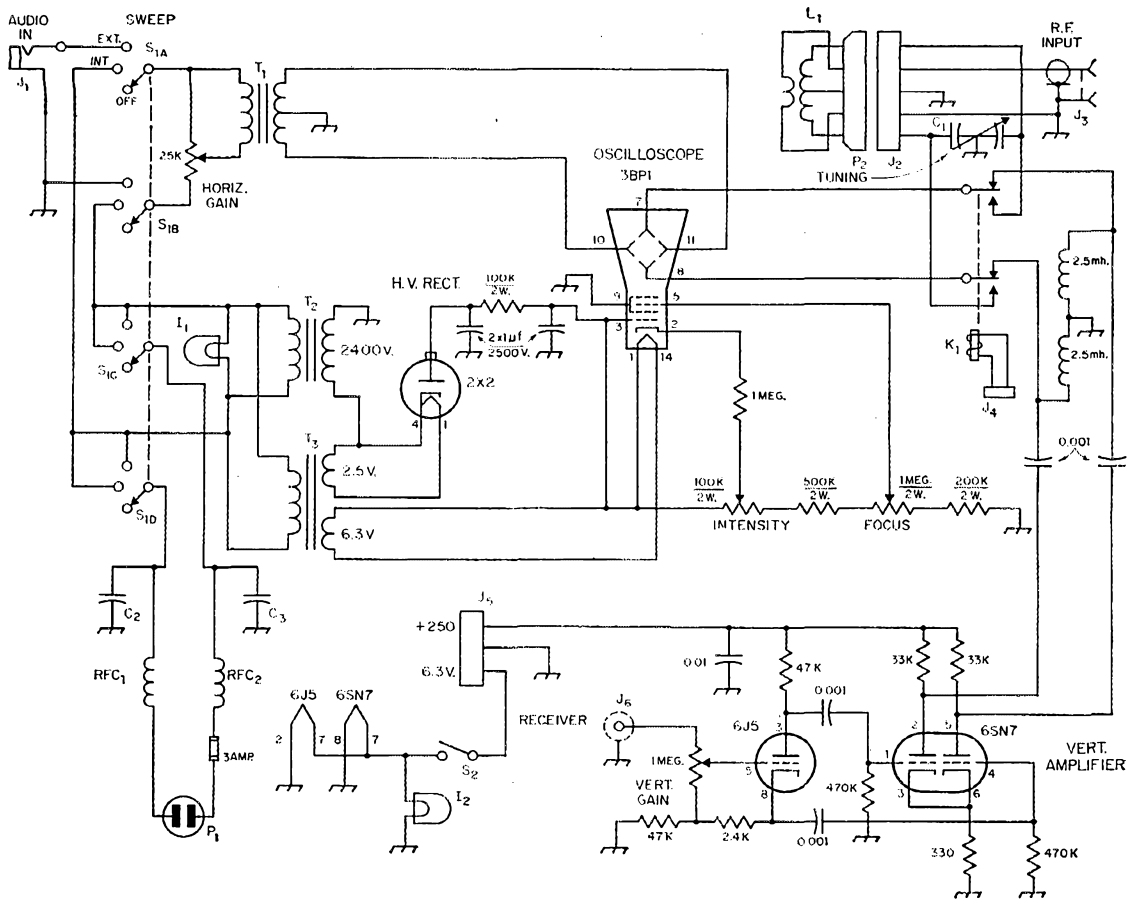 AUDIO IN
SWEEP
EXT.
S1A
INT
OFF
J1
T1
25K
HORIZ. GAIN
S1B
L1
P2
J2
R.F. INPUT
J3
C1
TUNING
OSCILLOSCOPE
3BP1
7
10
11
8
9
5
3
2
1
14
H.V. RECT.
100K
2W.
2x1µf
2500V.
2X2
4
1
I1
S1C
T2
2400V.
T3
2.5V.
6.3V
S1D
1MEG.
100K
2W.
INTENSITY
500K
2W.
1MEG.
2W.
FOCUS
200K
2W.
K1
J4
2.5mh.
2.5mh.
0.001
C2
C3
RFC1
RFC2
3AMP.
P1
J5
+250
6.3V.
6J5
6SN7
2
7
8
7
RECEIVER
S2
I2
0.01
47K
0.001
33K
33K
J6
1MEG.
VERT. GAIN
47K
2.4K
6J5
3
5
8
0.001
470K
2
5
6SN7
1
4
3
6
VERT. AMPLIFIER
330
470K